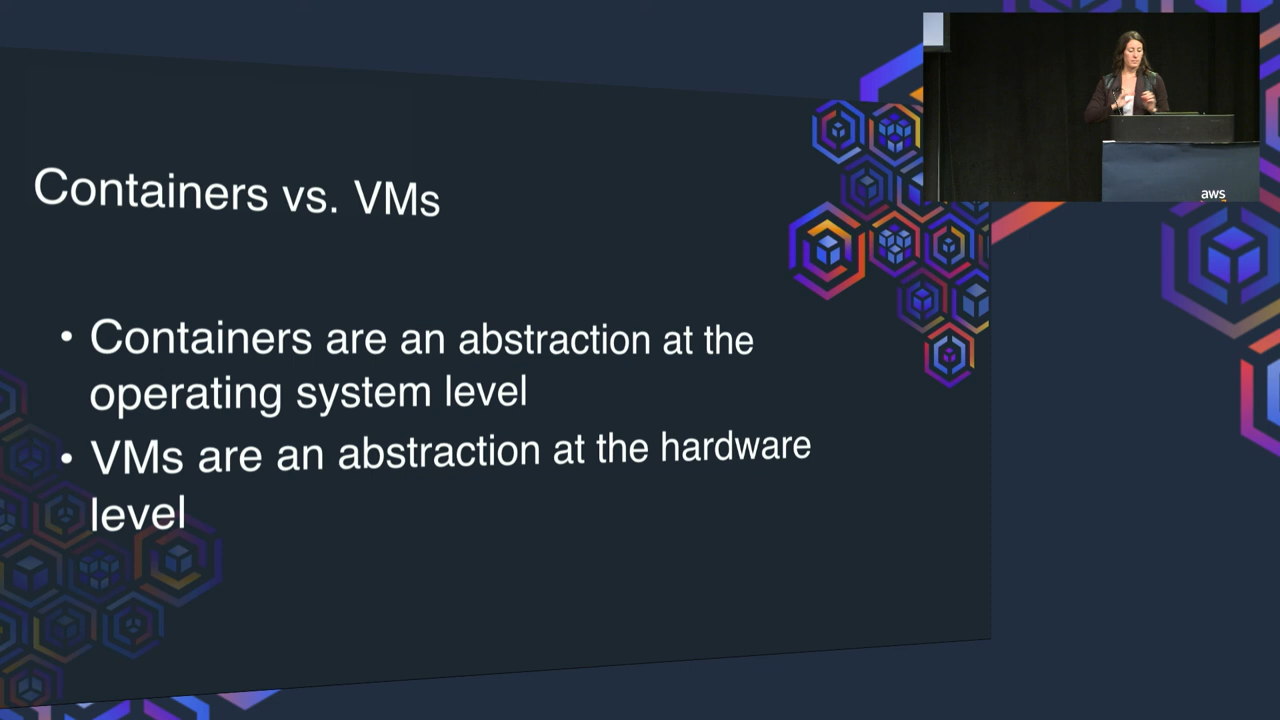 Containers vs. VMs
• Containers are an abstraction at the
operating system level
• VMs are an abstraction at the hardware
level
aws